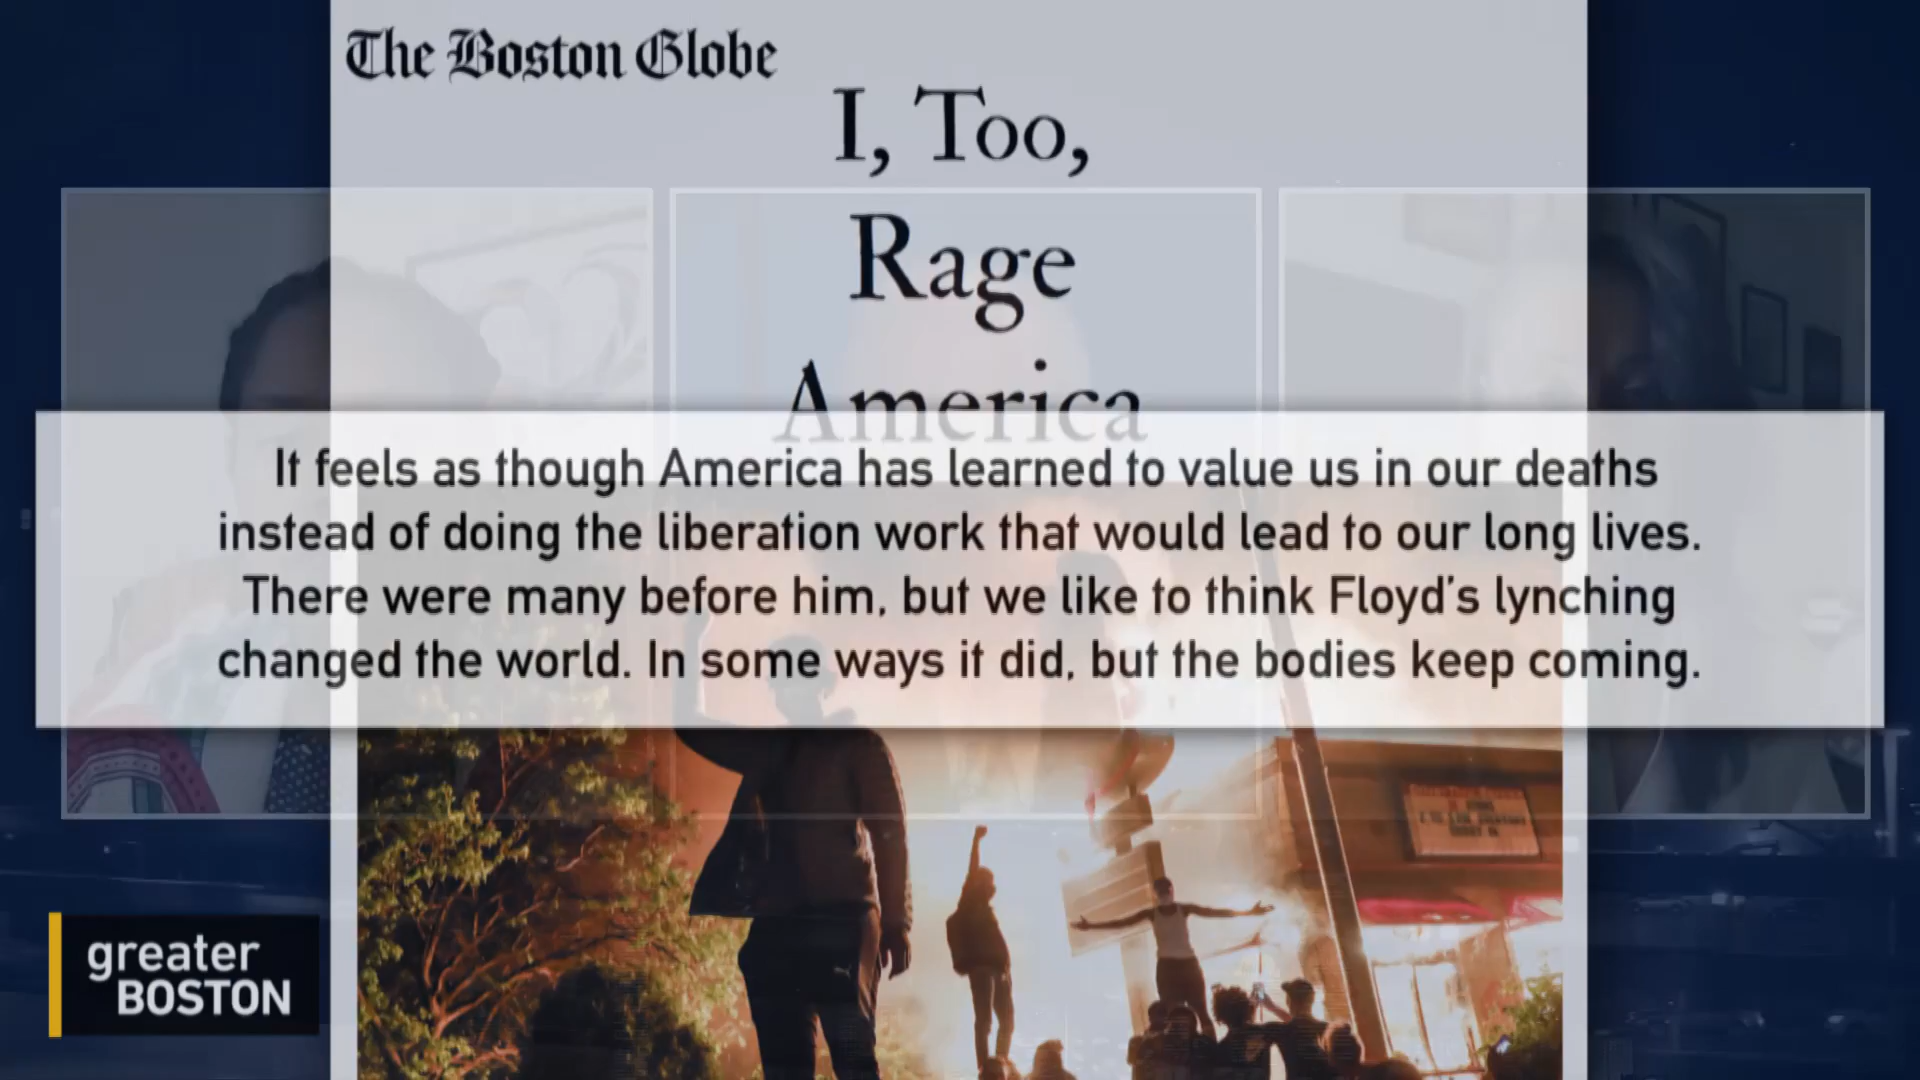 The Boston Globe
I, Too,
Rage
America
It feels as though America has learned to value us in our deaths
instead of doing the liberation work that would lead to our long lives.
There were many before him, but we like to think Floyd's lynching
changed the world. In some ways it did, but the bodies keep coming.
greater
BOSTON